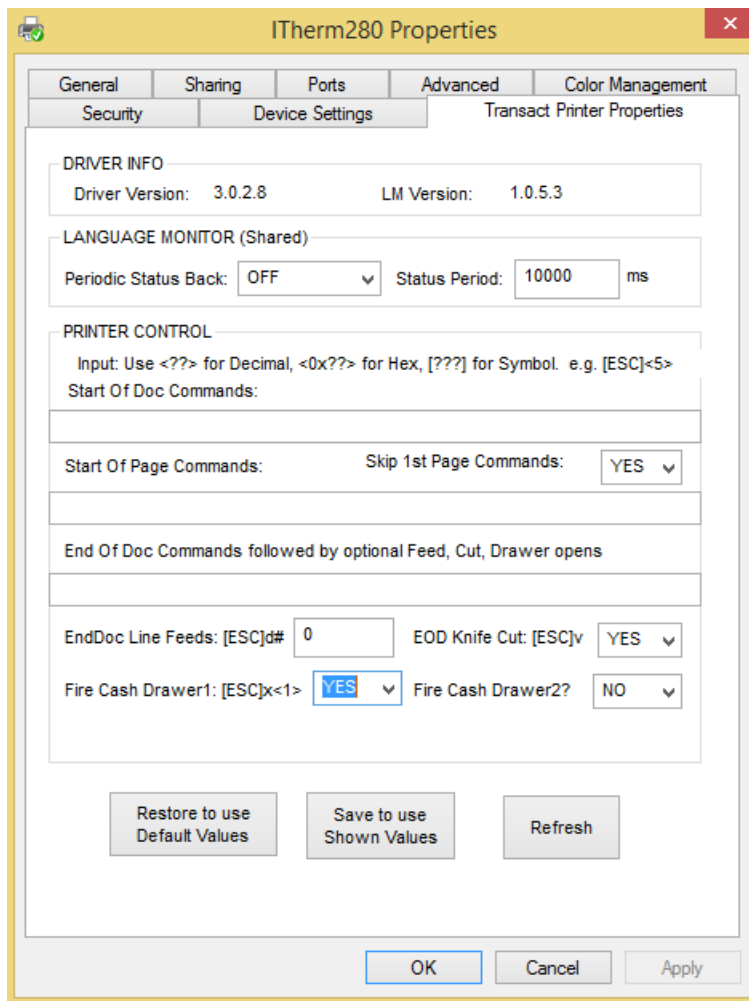 ITherm280 Properties
General Sharing Ports Advanced Color Management
Security Device Settings Transact Printer Properties
DRIVER INFO
Driver Version: 3.0.2.8 LM Version: 1.0.5.3
LANGUAGE MONITOR (Shared)
Periodic Status Back: OFF Status Period: 10000 ms
PRINTER CONTROL
Input: Use <??> for Decimal, <0x??> for Hex, [???] for Symbol. e.g. [ESC]<5>
Start Of Doc Commands:
Start Of Page Commands: Skip 1st Page Commands: YES
End Of Doc Commands followed by optional Feed, Cut, Drawer opens
EndDoc Line Feeds: [ESC]d# 0 EOD Knife Cut: [ESC]v YES
Fire Cash Drawer1: [ESC]x<1> YES Fire Cash Drawer2? NO
Restore to use Default Values Save to use Shown Values Refresh
OK Cancel Apply